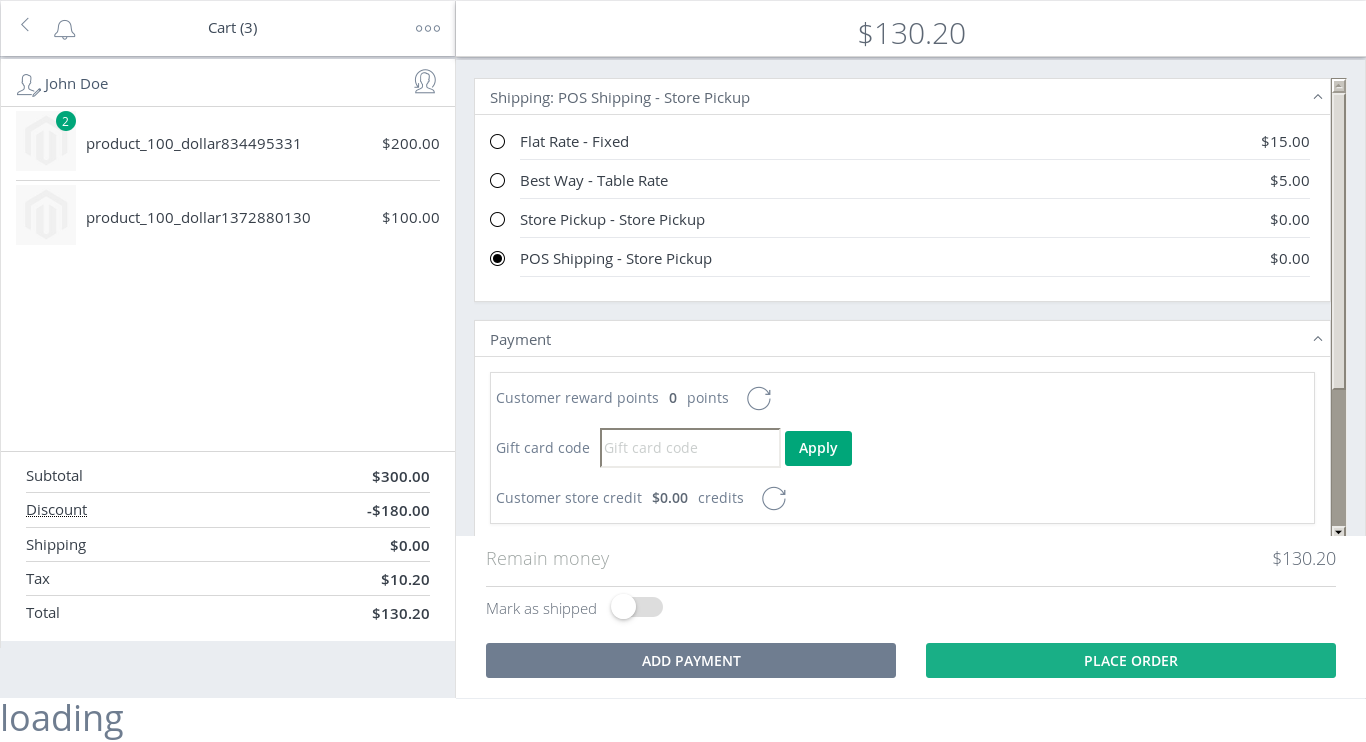 Cart (3)
John Doe
2
product_100_dollar834495331 $200.00
product_100_dollar1372880130 $100.00
Subtotal $300.00
Discount -$180.00
Shipping $0.00
Tax $10.20
Total $130.20
$130.20
Shipping: POS Shipping - Store Pickup
Flat Rate - Fixed $15.00
Best Way - Table Rate $5.00
Store Pickup - Store Pickup $0.00
POS Shipping - Store Pickup $0.00
Payment
Customer reward points 0 points
Gift card code Gift card code Apply
Customer store credit $0.00 credits
Remain money $130.20
Mark as shipped
ADD PAYMENT PLACE ORDER
loading